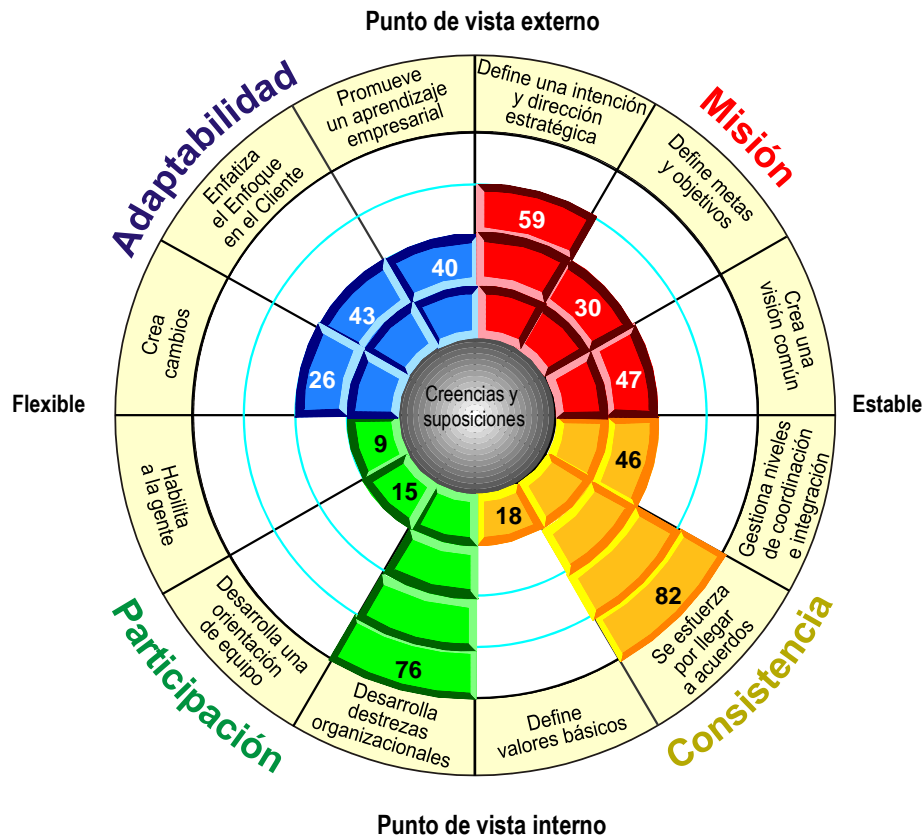 Punto de vista externo
Adaptabilidad
Misión
Promueve
un aprendizaje
empresarial
Define una intención
y dirección
estratégica
Enfatiza
el Enfoque
en el Cliente
Define metas
y objetivos
Crea
cambios
Crea una
visión común
59
40
30
43
47
26
Flexible
Creencias y
suposiciones
Estable
9
46
15
18
82
76
Habilita
a la gente
Gestiona niveles
de coordinación
e integración
Desarrolla una
orientación
de equipo
Se esfuerza
por llegar
a acuerdos
Desarrolla
destrezas
organizacionales
Define
valores básicos
Participación
Consistencia
Punto de vista interno